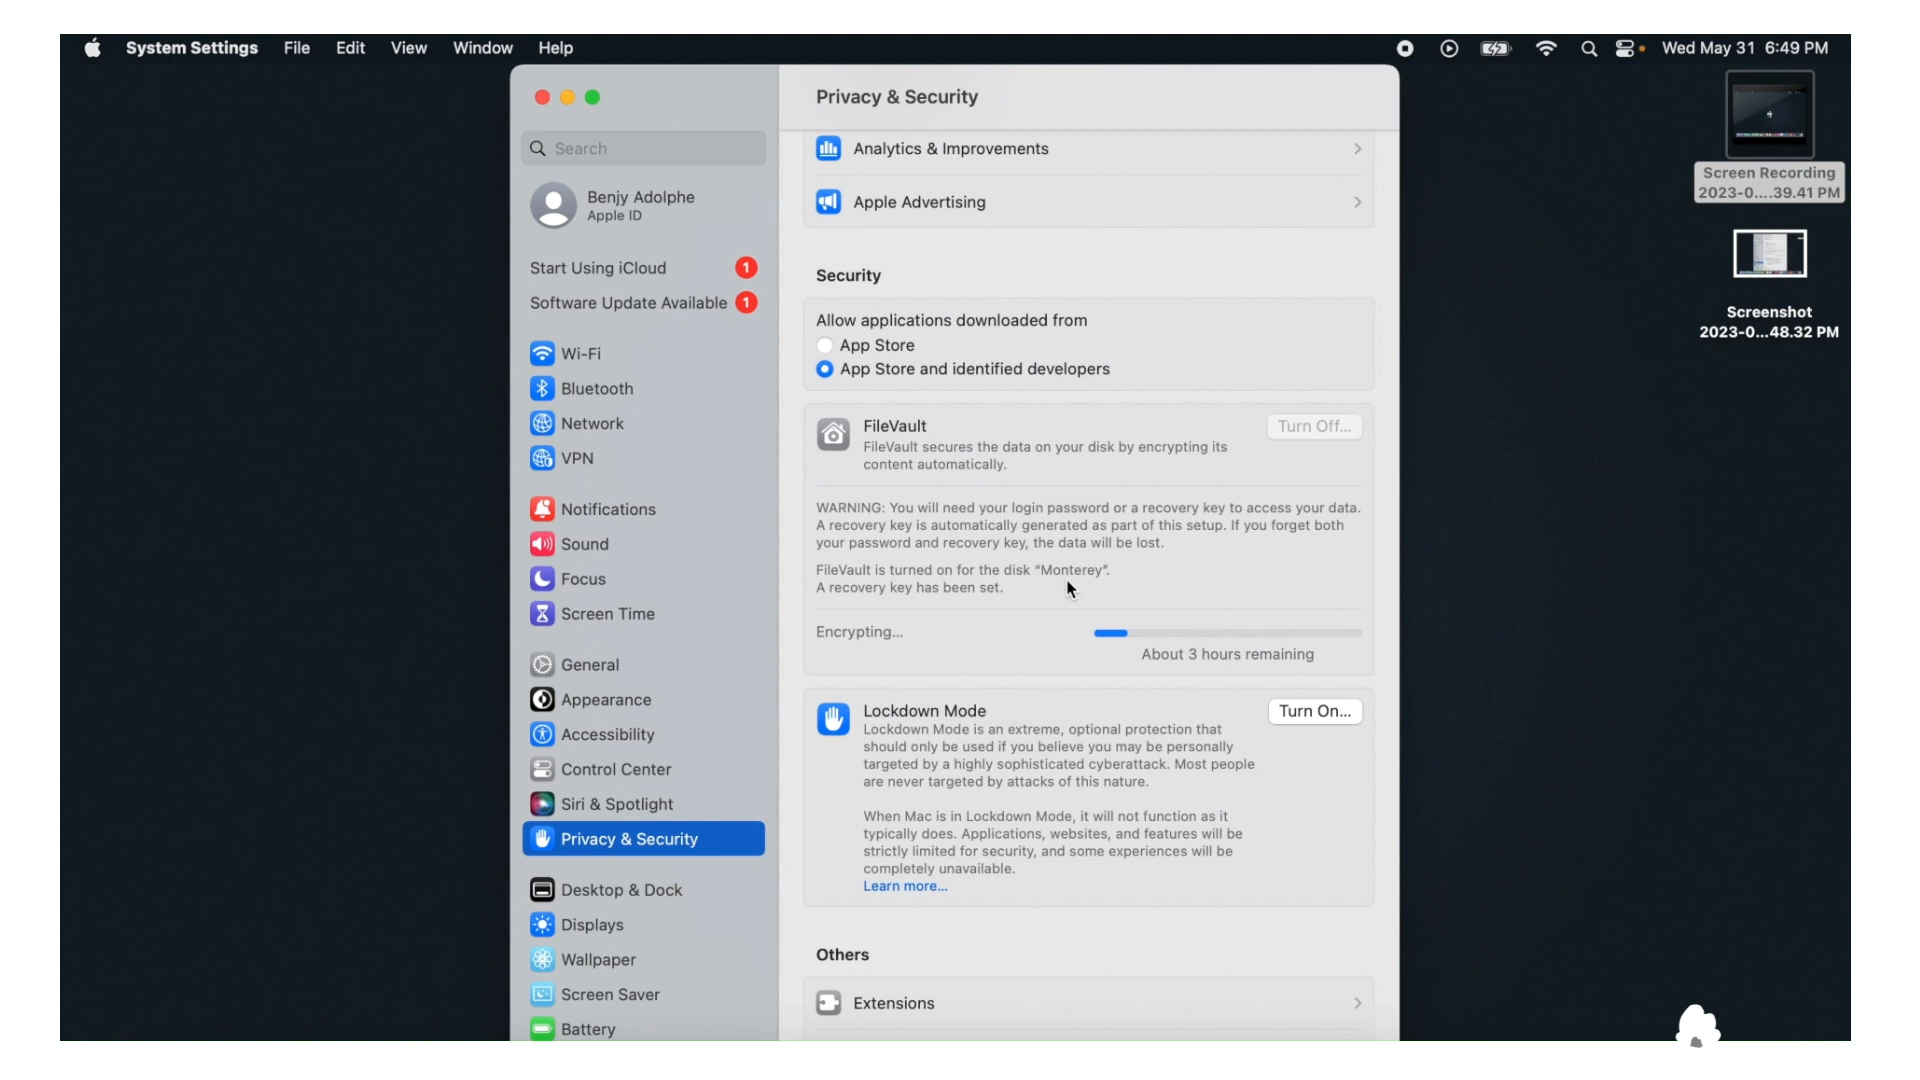 System Settings File Edit View Window Help
Wed May 31 6:49 PM
Search
Benjy Adolphe
Apple ID
Start Using iCloud 1
Software Update Available 1
Wi-Fi
Bluetooth
Network
VPN
Notifications
Sound
Focus
Screen Time
General
Appearance
Accessibility
Control Center
Siri & Spotlight
Privacy & Security
Desktop & Dock
Displays
Wallpaper
Screen Saver
Battery
Privacy & Security
Analytics & Improvements
Apple Advertising
Security
Allow applications downloaded from
App Store
App Store and identified developers
FileVault
Turn Off...
FileVault secures the data on your disk by encrypting its
content automatically.
WARNING: You will need your login password or a recovery key to access your data.
A recovery key is automatically generated as part of this setup. If you forget both
your password and recovery key, the data will be lost.
FileVault is turned on for the disk “Monterey”.
A recovery key has been set.
Encrypting...
About 3 hours remaining
Lockdown Mode
Turn On...
Lockdown Mode is an extreme, optional protection that
should only be used if you believe you may be personally
targeted by a highly sophisticated cyberattack. Most people
are never targeted by attacks of this nature.
When Mac is in Lockdown Mode, it will not function as it
typically does. Applications, websites, and features will be
strictly limited for security, and some experiences will be
completely unavailable.
Learn more...
Others
Extensions
Screen Recording
2023-0....39.41 PM
Screenshot
2023-0...48.32 PM